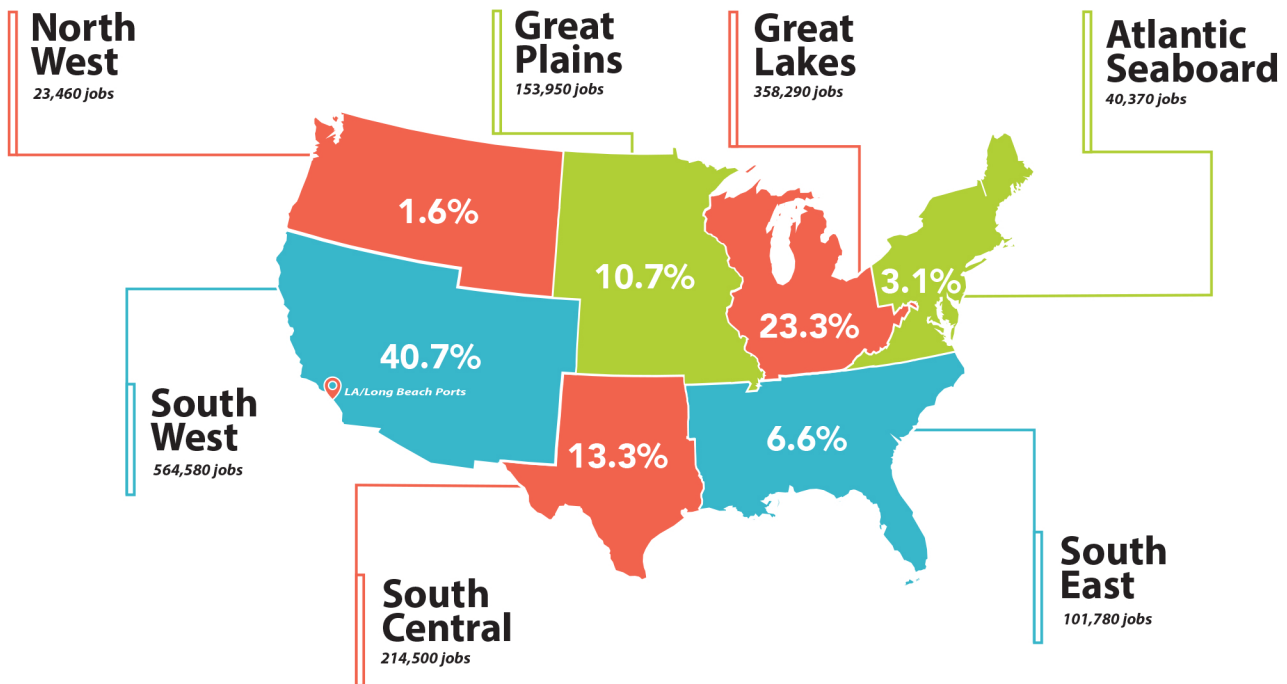 North
West
23,460 jobs
Great
Plains
153,950 jobs
Great
Lakes
358,290 jobs
Atlantic
Seaboard
40,370 jobs
1.6%
10.7%
3.1%
23.3%
40.7%
LA/Long Beach Ports
13.3%
6.6%
South
West
564,580 jobs
South
Central
214,500 jobs
South
East
101,780 jobs